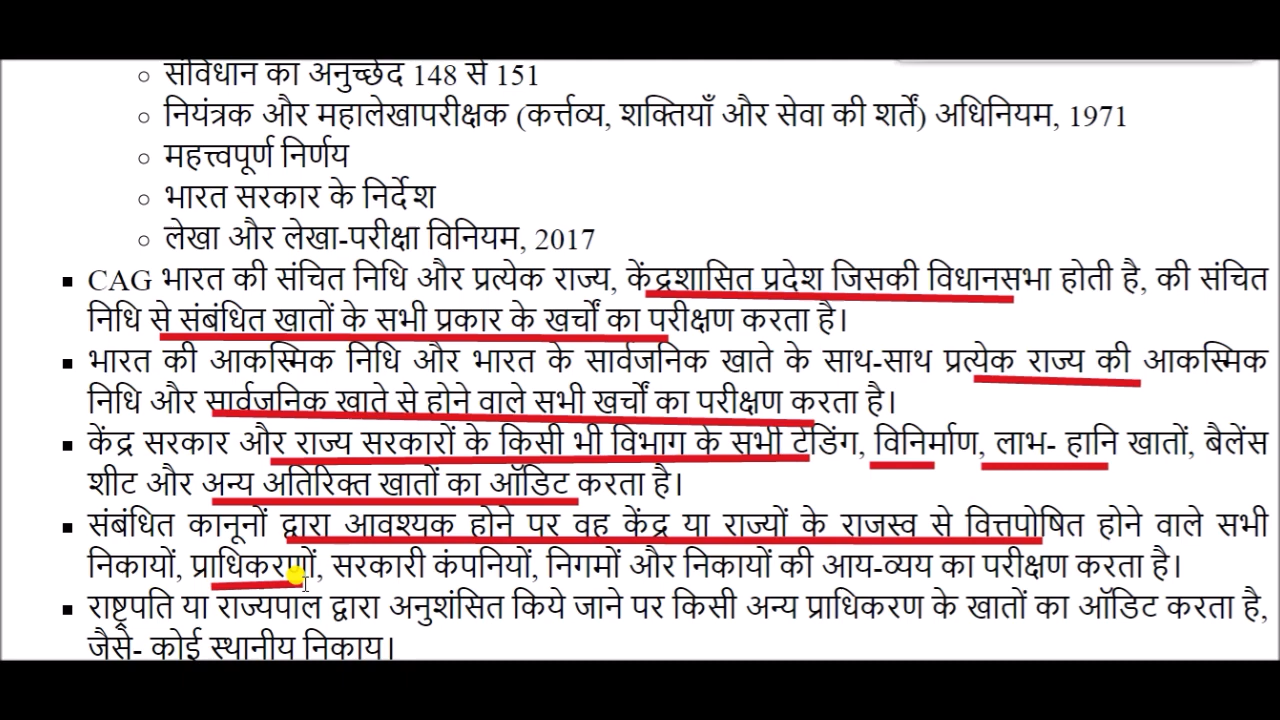 संविधान का अनुच्छेद 148 से 151
नियंत्रक और महालेखापरीक्षक (कर्त्तव्य, शक्तियाँ और सेवा की शर्तें) अधिनियम, 1971
महत्त्वपूर्ण निर्णय
भारत सरकार के निर्देश
लेखा और लेखा-परीक्षा विनियम, 2017
CAG भारत की संचित निधि और प्रत्येक राज्य, केंद्रशासित प्रदेश जिसकी विधानसभा होती है, की संचित
निधि से संबंधित खातों के सभी प्रकार के खर्चों का परीक्षण करता है।
भारत की आकस्मिक निधि और भारत के सार्वजनिक खाते के साथ-साथ प्रत्येक राज्य की आकस्मिक
निधि और सार्वजनिक खाते से होने वाले सभी खर्चों का परीक्षण करता है।
केंद्र सरकार और राज्य सरकारों के किसी भी विभाग के सभी टेडिंग, विनिर्माण, लाभ- हानि खातों, बैलेंस
शीट और अन्य अतिरिक्त खातों का ऑडिट करता है।
संबंधित कानूनों द्वारा आवश्यक होने पर वह केंद्र या राज्यों के राजस्व से वित्तपोषित होने वाले सभी
निकायों, प्राधिकरणों, सरकारी कंपनियों, निगमों और निकायों की आय-व्यय का परीक्षण करता है।
राष्ट्रपति या राज्यपाल द्वारा अनुशंसित किये जाने पर किसी अन्य प्राधिकरण के खातों का ऑडिट करता है,
जैसे- कोई स्थानीय निकाय।